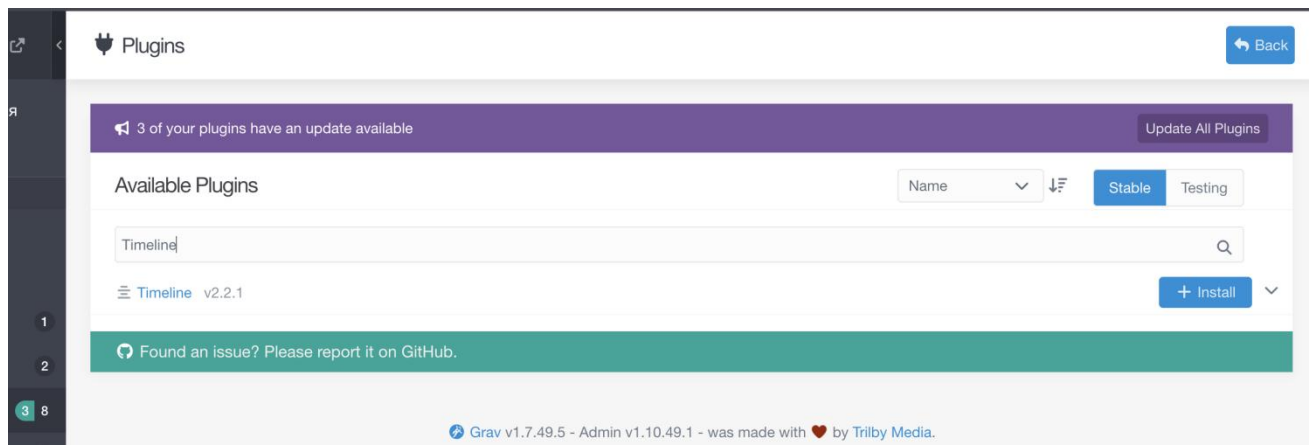 Plugins
Back
я
3 of your plugins have an update available
Update All Plugins
Available Plugins
Name
Stable
Testing
Timeline
Timeline v2.2.1
+ Install
1
Found an issue? Please report it on GitHub.
2
3 8
Grav v1.7.49.5 - Admin v1.10.49.1 - was made with ♥ by Trilby Media.